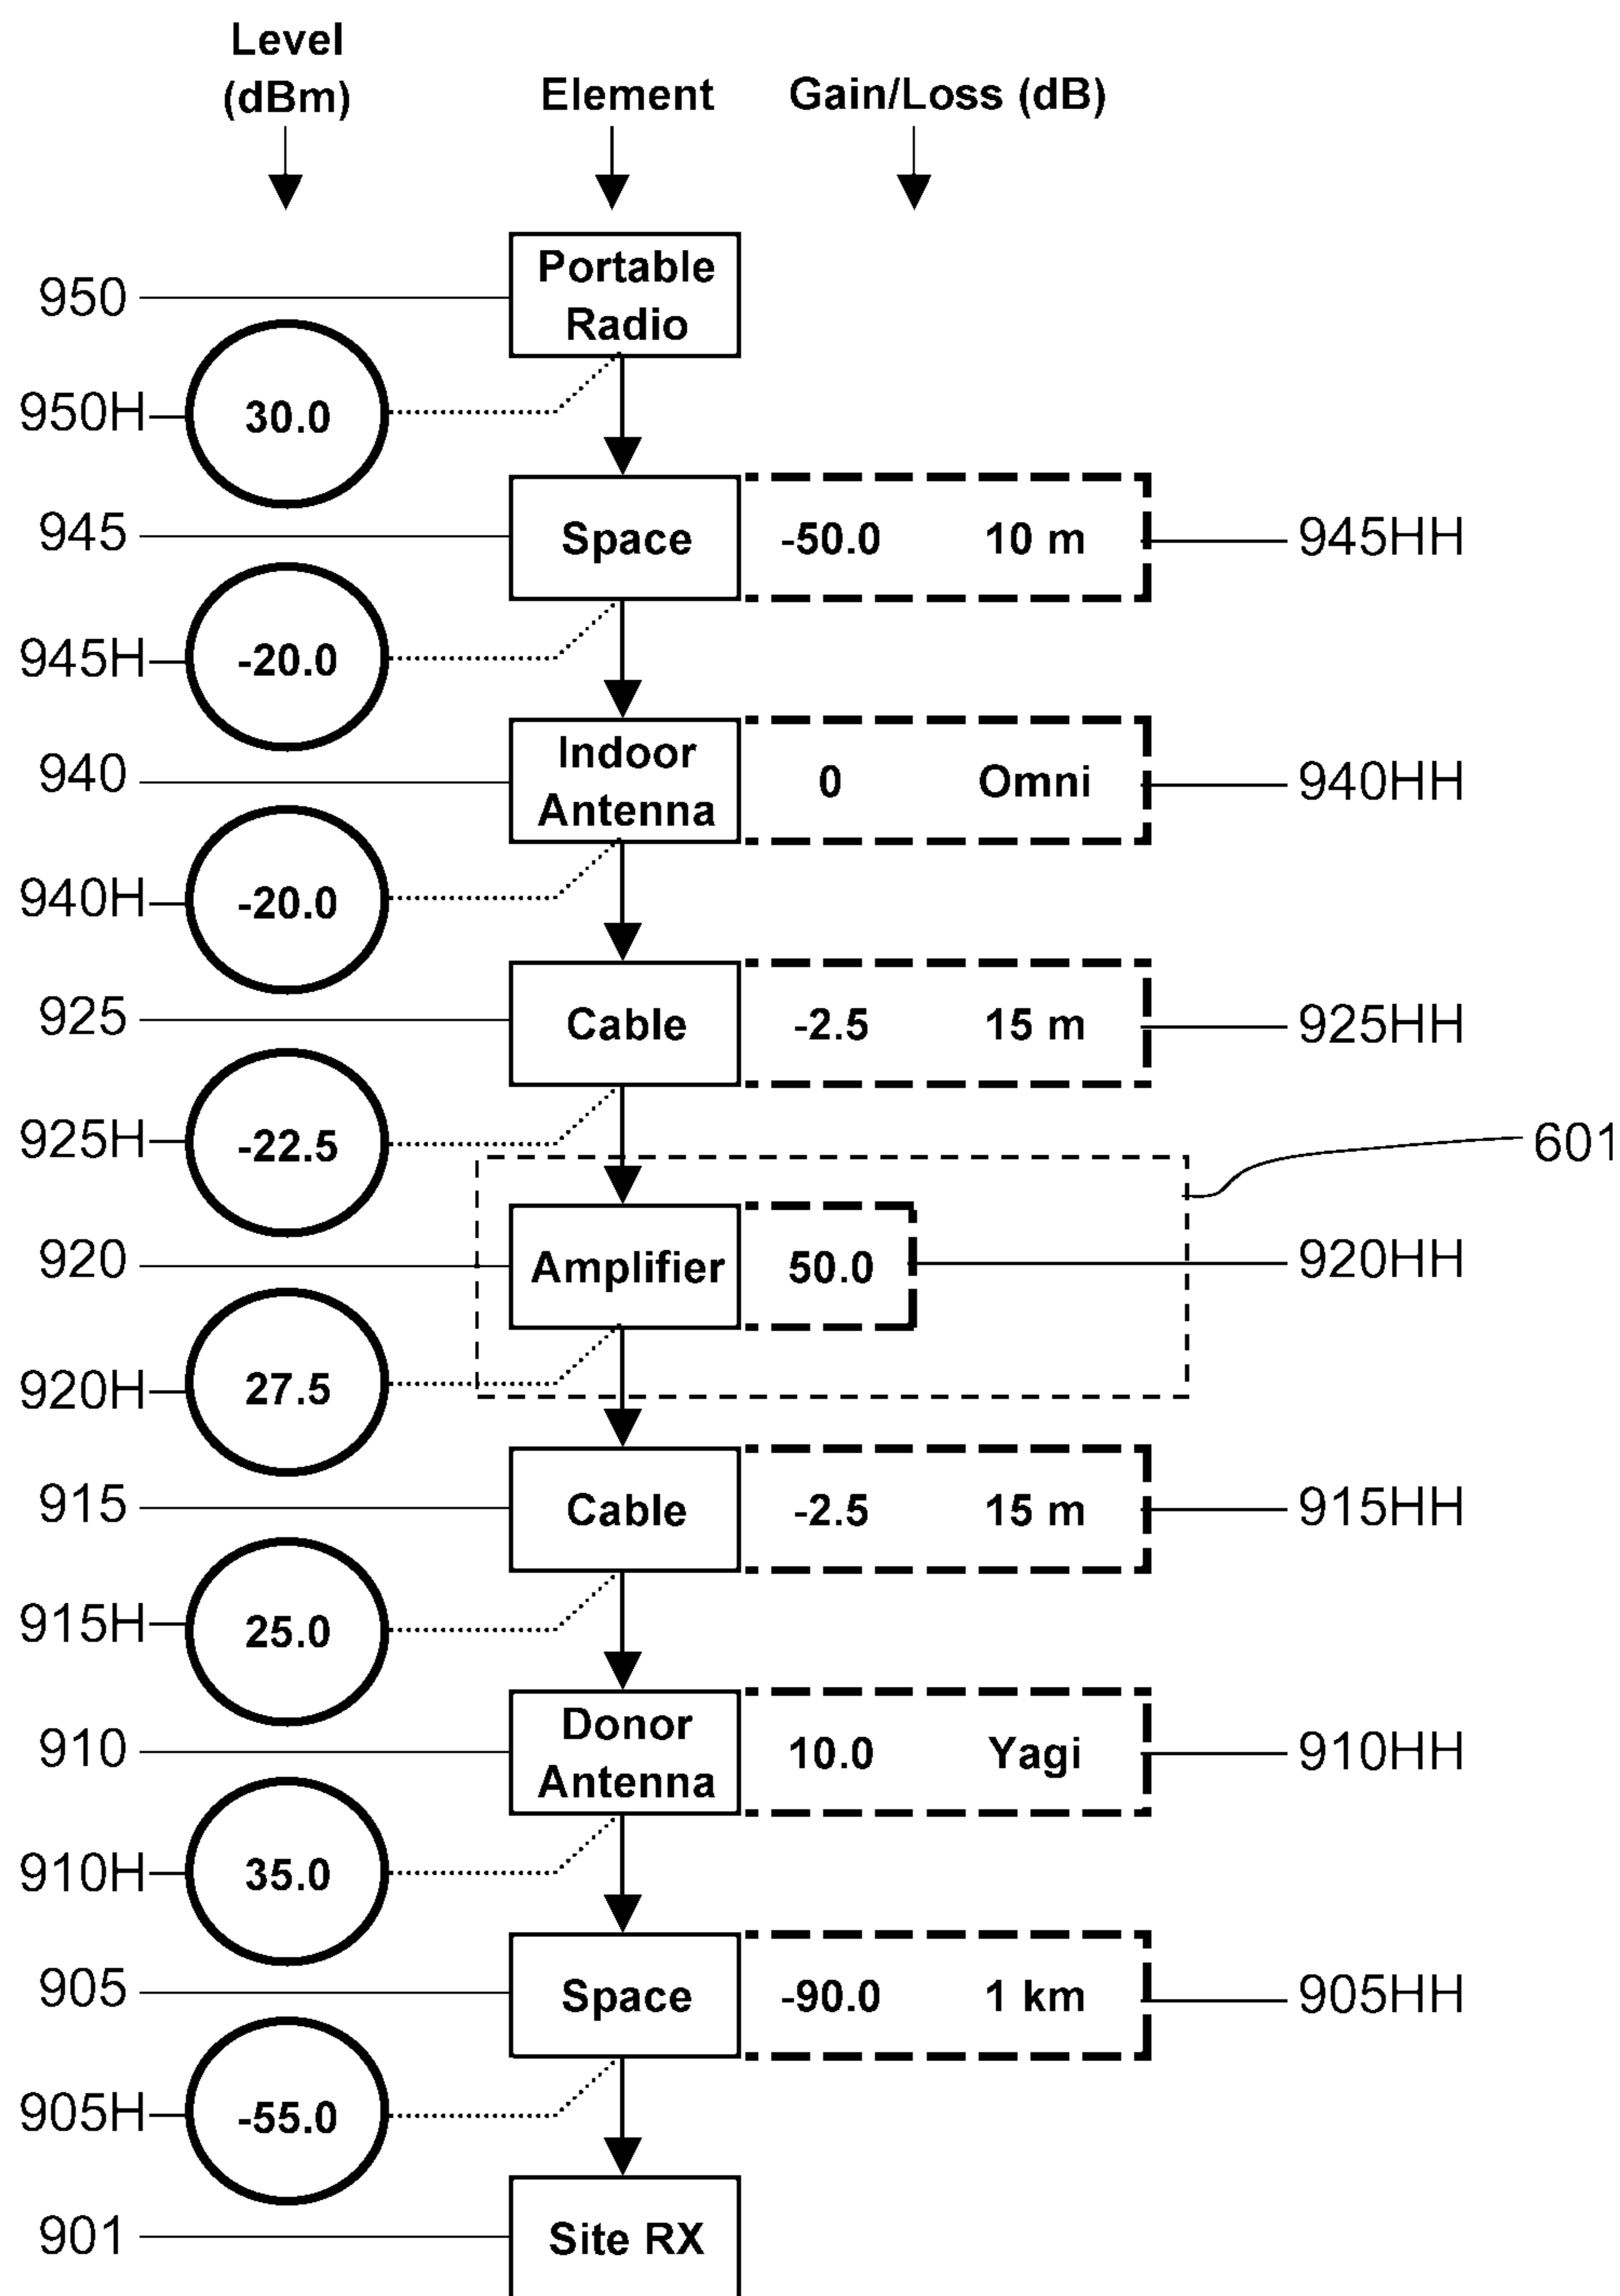 Level
(dBm)
Element
Gain/Loss (dB)
950
Portable
Radio
950H
30.0
945
Space
-50.0 10 m
945HH
945H
-20.0
940
Indoor
Antenna
0 Omni
940HH
940H
-20.0
925
Cable
-2.5 15 m
925HH
925H
-22.5
601
920
Amplifier
50.0
920HH
920H
27.5
915
Cable
-2.5 15 m
915HH
915H
25.0
910
Donor
Antenna
10.0 Yagi
910HH
910H
35.0
905
Space
-90.0 1 km
905HH
905H
-55.0
901
Site RX